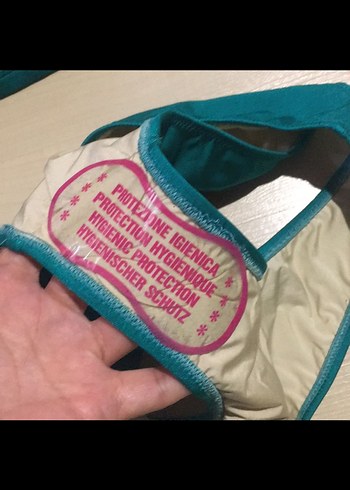 PROTEZIONE IGIENICA
PROTECTION HYGIENIQUE
HYGIENIC PROTECTION
HYGIENISCHER SCHUTZ